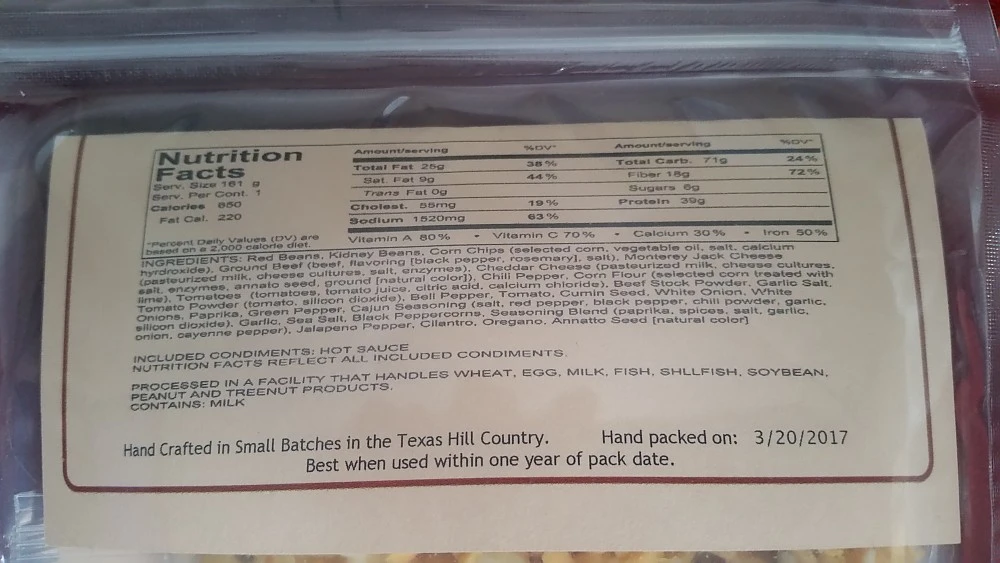 Nutrition
Facts
Serv. Size 161 g
Serv. Per Cont. 1
Calories 850
Fat Cal. 220
*Percent Daily Values (DV) are
based on a 2,000 calorie diet.
Amount/serving %DV* Amount/serving %DV*
Total Fat 25g 38% Total Carb. 71g 24%
Sat. Fat 9g 44% Fiber 18g 72%
Trans Fat 0g Sugars 6g
Cholest. 55mg 19% Protein 39g
Sodium 1520mg 63%
Vitamin A 80% • Vitamin C 70% • Calcium 30% • Iron 50%
INGREDIENTS: Red Beans, Kidney Beans, Corn Chips (selected corn, vegetable oil, salt, calcium
hyrdroxide), Ground Beef (beef, flavoring [black pepper, rosemary], salt), Monterey Jack Cheese
(pasteurized milk, cheese cultures, salt, enzymes), Cheddar Cheese (pasteurized milk, cheese cultures,
salt, enzymes, annato seed, ground [natural color]), Chili Pepper, Corn Flour (selected corn treated with
lime), Tomatoes (tomatoes, tomato juice, citric acid, calcium chloride), Beef Stock Powder, Garlic Salt,
Tomato Powder (tomato, silicon dioxide), Bell Pepper, Tomato, Cumin Seed, White Onion, White
Onions, Paprika, Green Pepper, Cajun Seasoning (salt, red pepper, black pepper, chili powder, garlic,
silicon dioxide), Garlic, Sea Salt, Black Peppercorns, Seasoning Blend (paprika, spices, salt, garlic,
onion, cayenne pepper), Jalapeno Pepper, Cilantro, Oregano, Annatto Seed [natural color]
INCLUDED CONDIMENTS: HOT SAUCE
NUTRITION FACTS REFLECT ALL INCLUDED CONDIMENTS.
PROCESSED IN A FACILITY THAT HANDLES WHEAT, EGG, MILK, FISH, SHLLFISH, SOYBEAN,
PEANUT AND TREENUT PRODUCTS.
CONTAINS: MILK
Hand Crafted in Small Batches in the Texas Hill Country. Hand packed on: 3/20/2017
Best when used within one year of pack date.